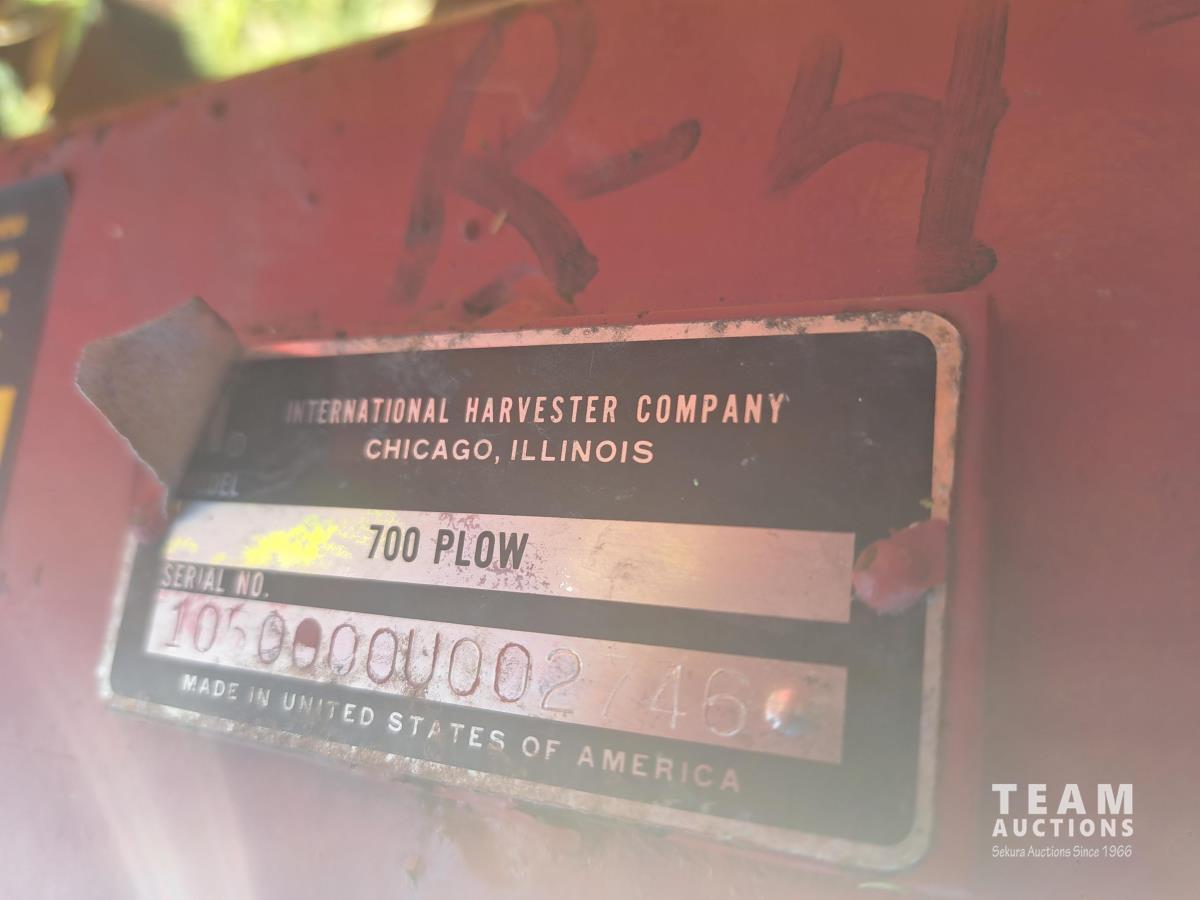 R-H
INTERNATIONAL HARVESTER COMPANY
CHICAGO, ILLINOIS
700 PLOW
SERIAL NO.
1050000U002746
MADE IN UNITED STATES OF AMERICA
TEAM
AUCTIONS
Sekura Auctions Since 1966